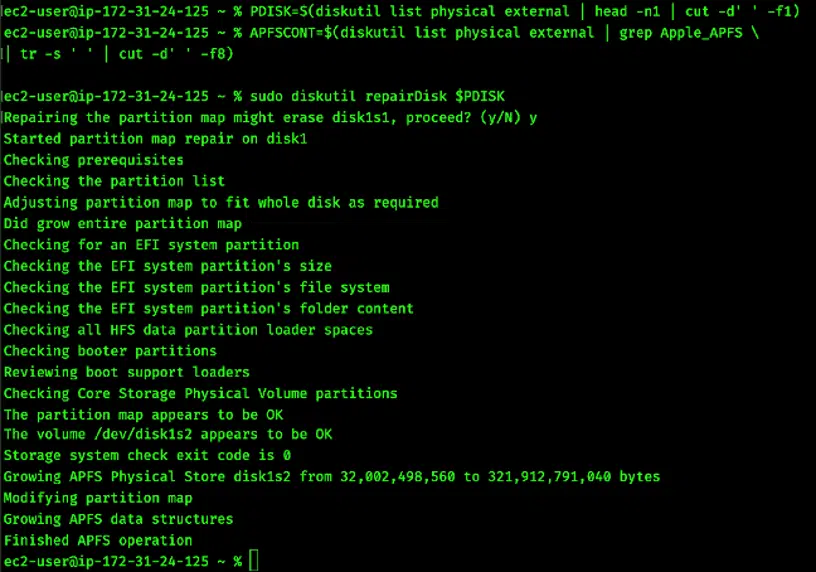 ec2-user@ip-172-31-24-125 ~ % PDISK=S(diskutil list physical external | head -n1 | cut -d' ' -f1)
ec2-user@ip-172-31-24-125 ~ % APFSCONT=$(diskutil list physical external | grep Apple_APFS \
| tr -s ' ' | cut -d' ' -f8)
ec2-user@ip-172-31-24-125 ~ % sudo diskutil repairDisk $PDISK
Repairing the partition map might erase disk1s1, proceed? (y/N) y
Started partition map repair on disk1
Checking prerequisites
Checking the partition list
Adjusting partition map to fit whole disk as required
Did grow entire partition map
Checking for an EFI system partition
Checking the EFI system partition's size
Checking the EFI system partition's file system
Checking the EFI system partition's folder content
Checking all HFS data partition loader spaces
Checking booter partitions
Reviewing boot support loaders
Checking Core Storage Physical Volume partitions
The partition map appears to be OK
The volume /dev/disk1s2 appears to be OK
Storage system check exit code is 0
Growing APFS Physical Store disk1s2 from 32,002,498,560 to 321,912,791,040 bytes
Modifying partition map
Growing APFS data structures
Finished APFS operation
ec2-user@ip-172-31-24-125 ~ %